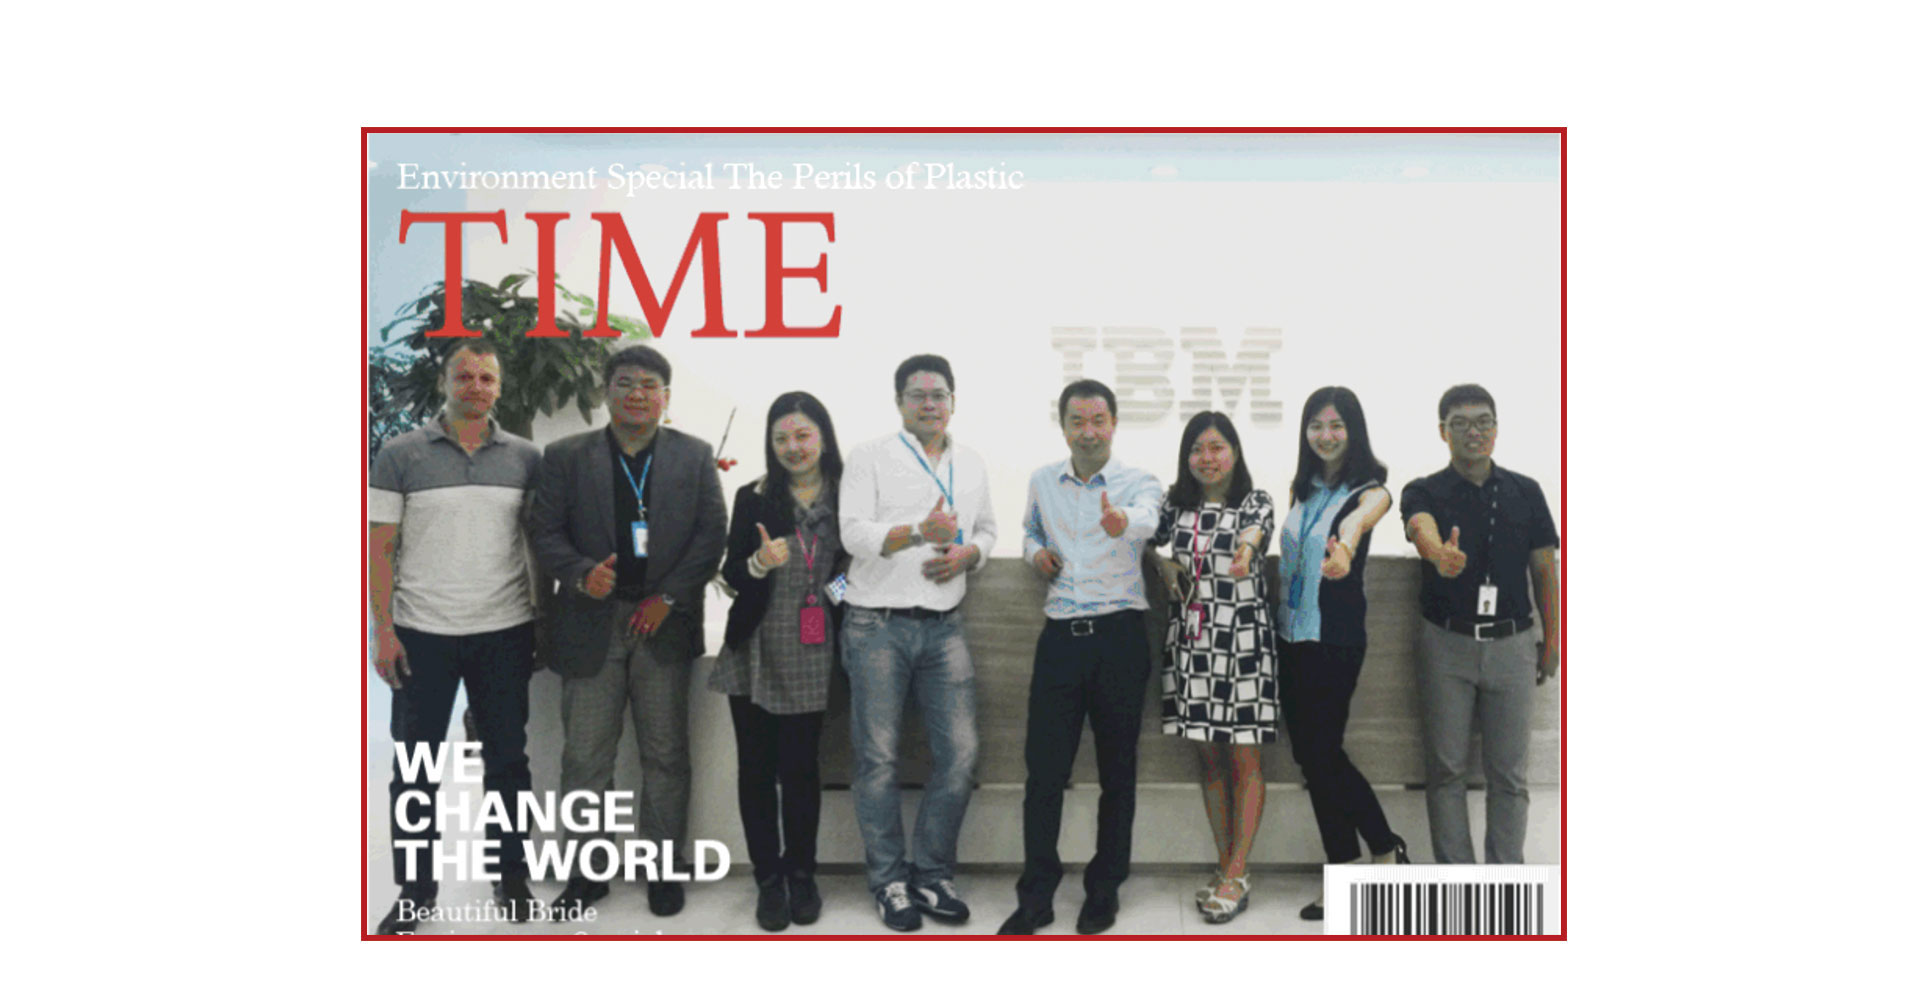 Environment Special The Perils of Plastic
TIME
IBM
WE
CHANGE
THE WORLD
Beautiful Bride